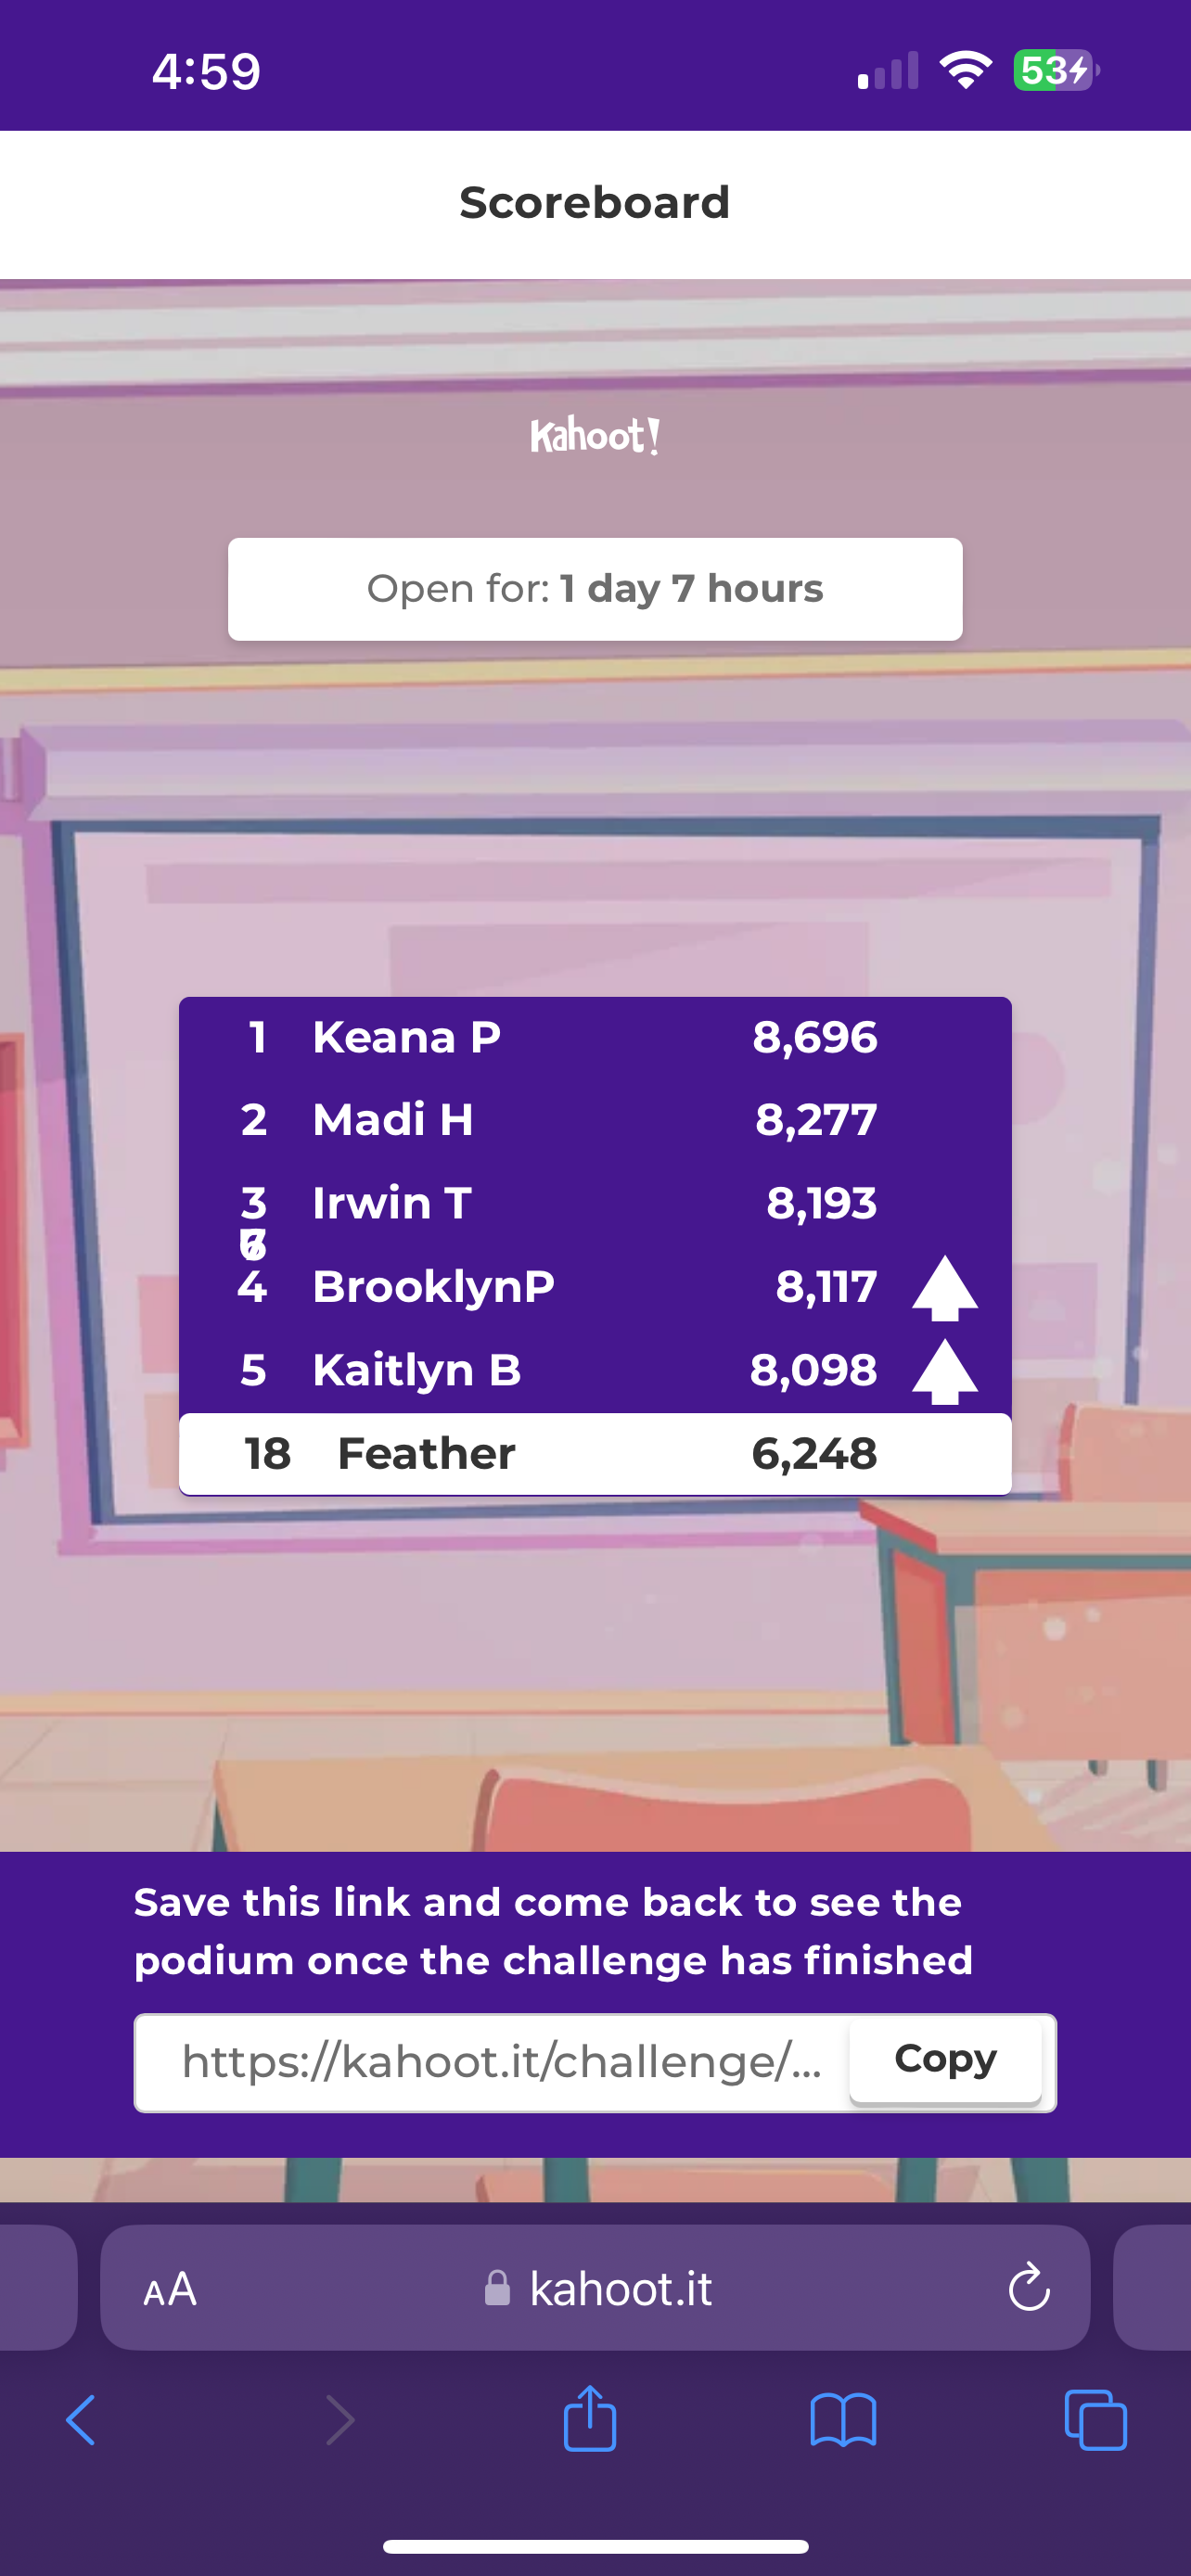 4:59
53
Scoreboard
Kahoot!
Open for: 1 day 7 hours
1 Keana P 8,696
2 Madi H 8,277
3 Irwin T 8,193
4 BrooklynP 8,117
5 Kaitlyn B 8,098
18 Feather 6,248
Save this link and come back to see the
podium once the challenge has finished
https://kahoot.it/challenge/... Copy
AA kahoot.it